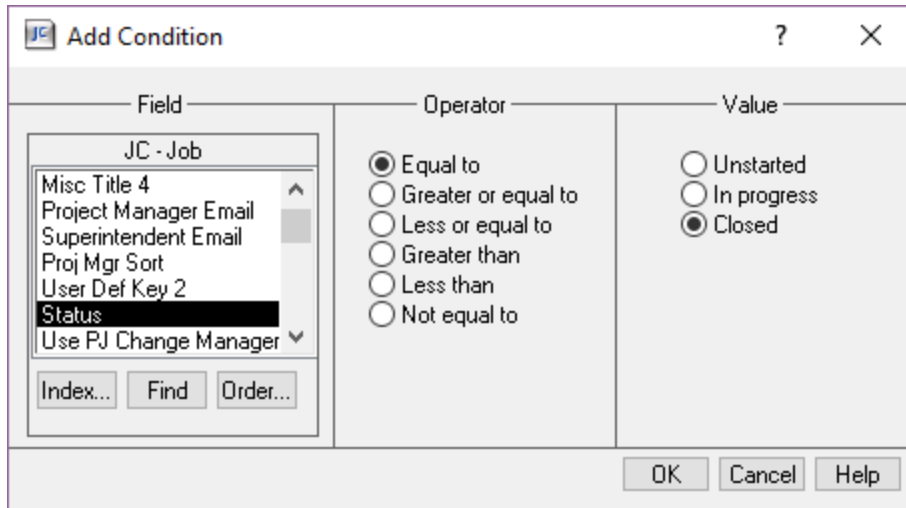 JC Add Condition ?
Field
JC - Job
Misc Title 4
Project Manager Email
Superintendent Email
Proj Mgr Sort
User Def Key 2
Status
Use PJ Change Manager
Index... Find Order...
Operator
Equal to
Greater or equal to
Less or equal to
Greater than
Less than
Not equal to
Value
Unstarted
In progress
Closed
OK Cancel Help